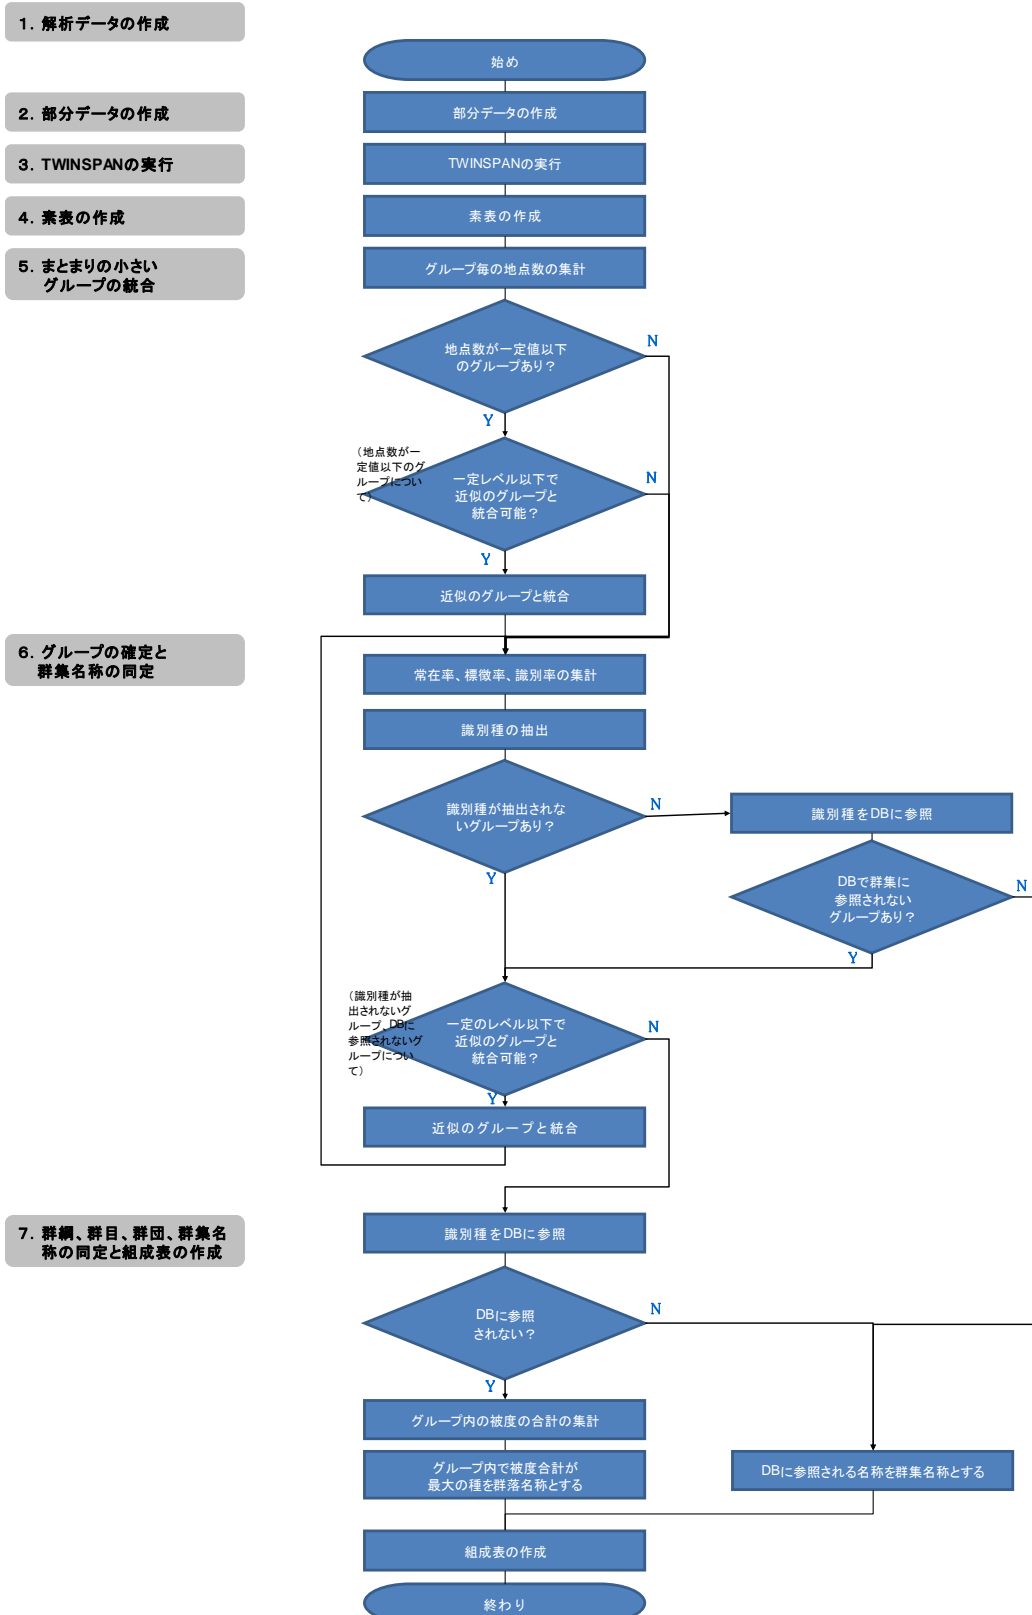 1. 解析データの作成
始め
2. 部分データの作成
部分データの作成
3. TWINSPANの実行
TWINSPANの実行
4. 素表の作成
素表の作成
5. まとまりの小さい
グループの統合
グループ毎の地点数の集計
地点数が一定値以下
のグループあり？
N
Y
（地点数が一
定値以下のグ
ループについ
て）
一定レベル以下で
近似のグループと
統合可能？
N
Y
近似のグループと統合
6. グループの確定と
群集名称の同定
常在率、標徴率、識別率の集計
識別種の抽出
識別種が抽出されな
いグループあり？
N
Y
識別種をDBに参照
DBで群集に
参照されない
グループあり？
N
Y
（識別種が抽
出されないグ
ループ、DBに
参照されないグ
ループについ
て）
一定のレベル以下で
近似のグループと
統合可能？
N
Y
近似のグループと統合
7. 群綱、群目、群団、群集名
称の同定と組成表の作成
識別種をDBに参照
DBに参照
されない？
N
Y
グループ内の被度の合計の集計
グループ内で被度合計が
最大の種を群落名称とする
DBに参照される名称を群集名称とする
組成表の作成
終わり